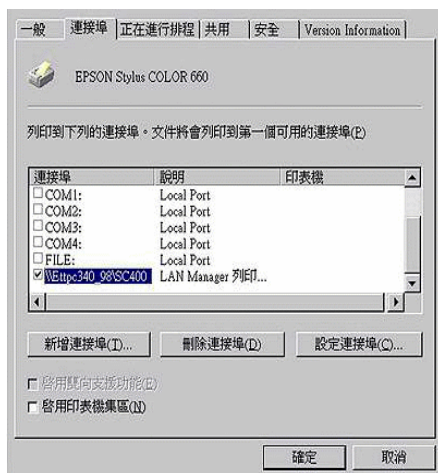 一般 連接埠 正在進行排程 共用 安全 Version Information
EPSON Stylus COLOR 660
列印到下列的連接埠。文件將會列印到第一個可用的連接埠(P)
連接埠 說明 印表機
COM1: Local Port
COM2: Local Port
COM3: Local Port
COM4: Local Port
FILE: Local Port
\\Ettpc340_98\SC400 LAN Manager 列印...
新增連接埠(T)... 刪除連接埠(D) 設定連接埠(C)...
啓用雙向支援功能(E)
啓用印表機集區(N)
確定 取消